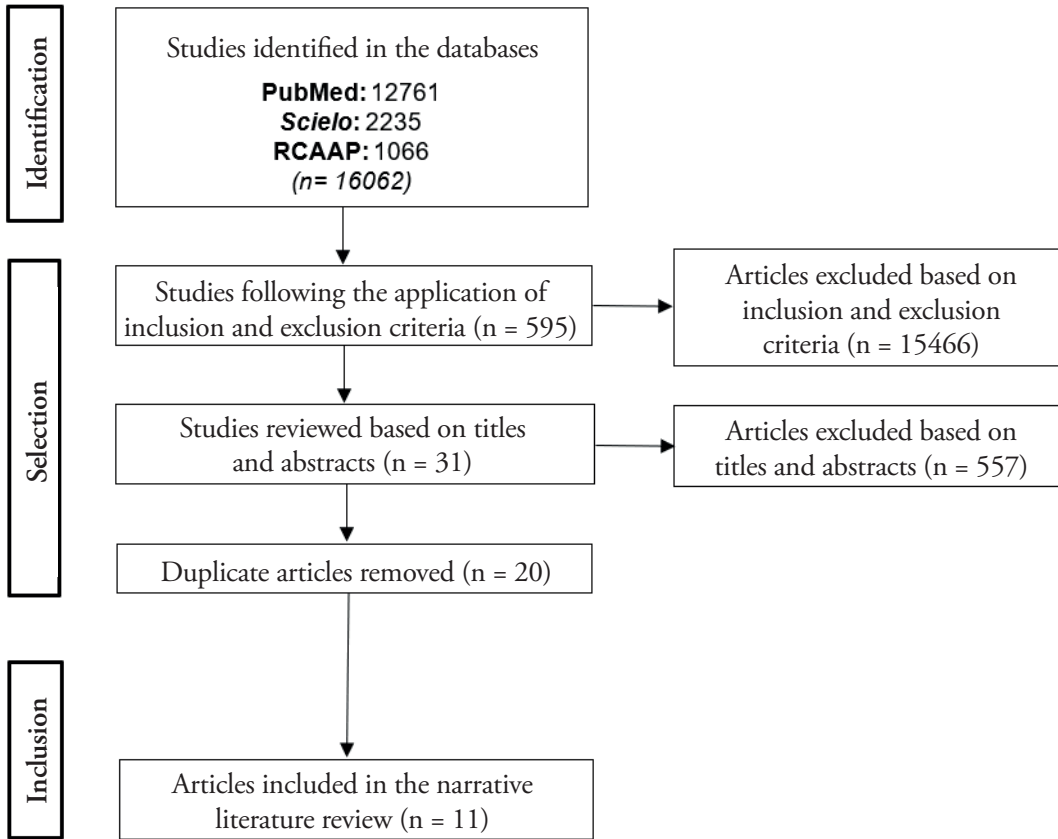 Identification
Studies identified in the databases
PubMed: 12761
Scielo: 2235
RCAAP: 1066
(n= 16062)
Selection
Studies following the application of
inclusion and exclusion criteria (n = 595)
Articles excluded based on
inclusion and exclusion
criteria (n = 15466)
Studies reviewed based on titles
and abstracts (n = 31)
Articles excluded based on
titles and abstracts (n = 557)
Duplicate articles removed (n = 20)
Inclusion
Articles included in the narrative
literature review (n = 11)